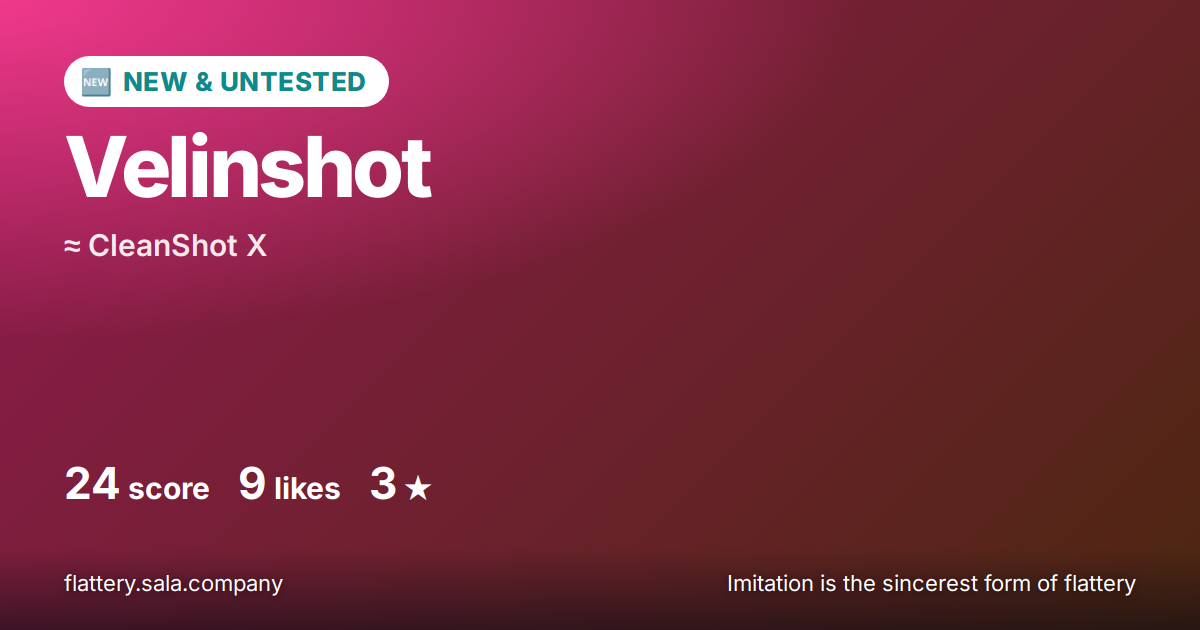 🆕 NEW & UNTESTED
Velinshot
≈ CleanShot X
24 score 9 likes 3 ★
flattery.sala.company
Imitation is the sincerest form of flattery